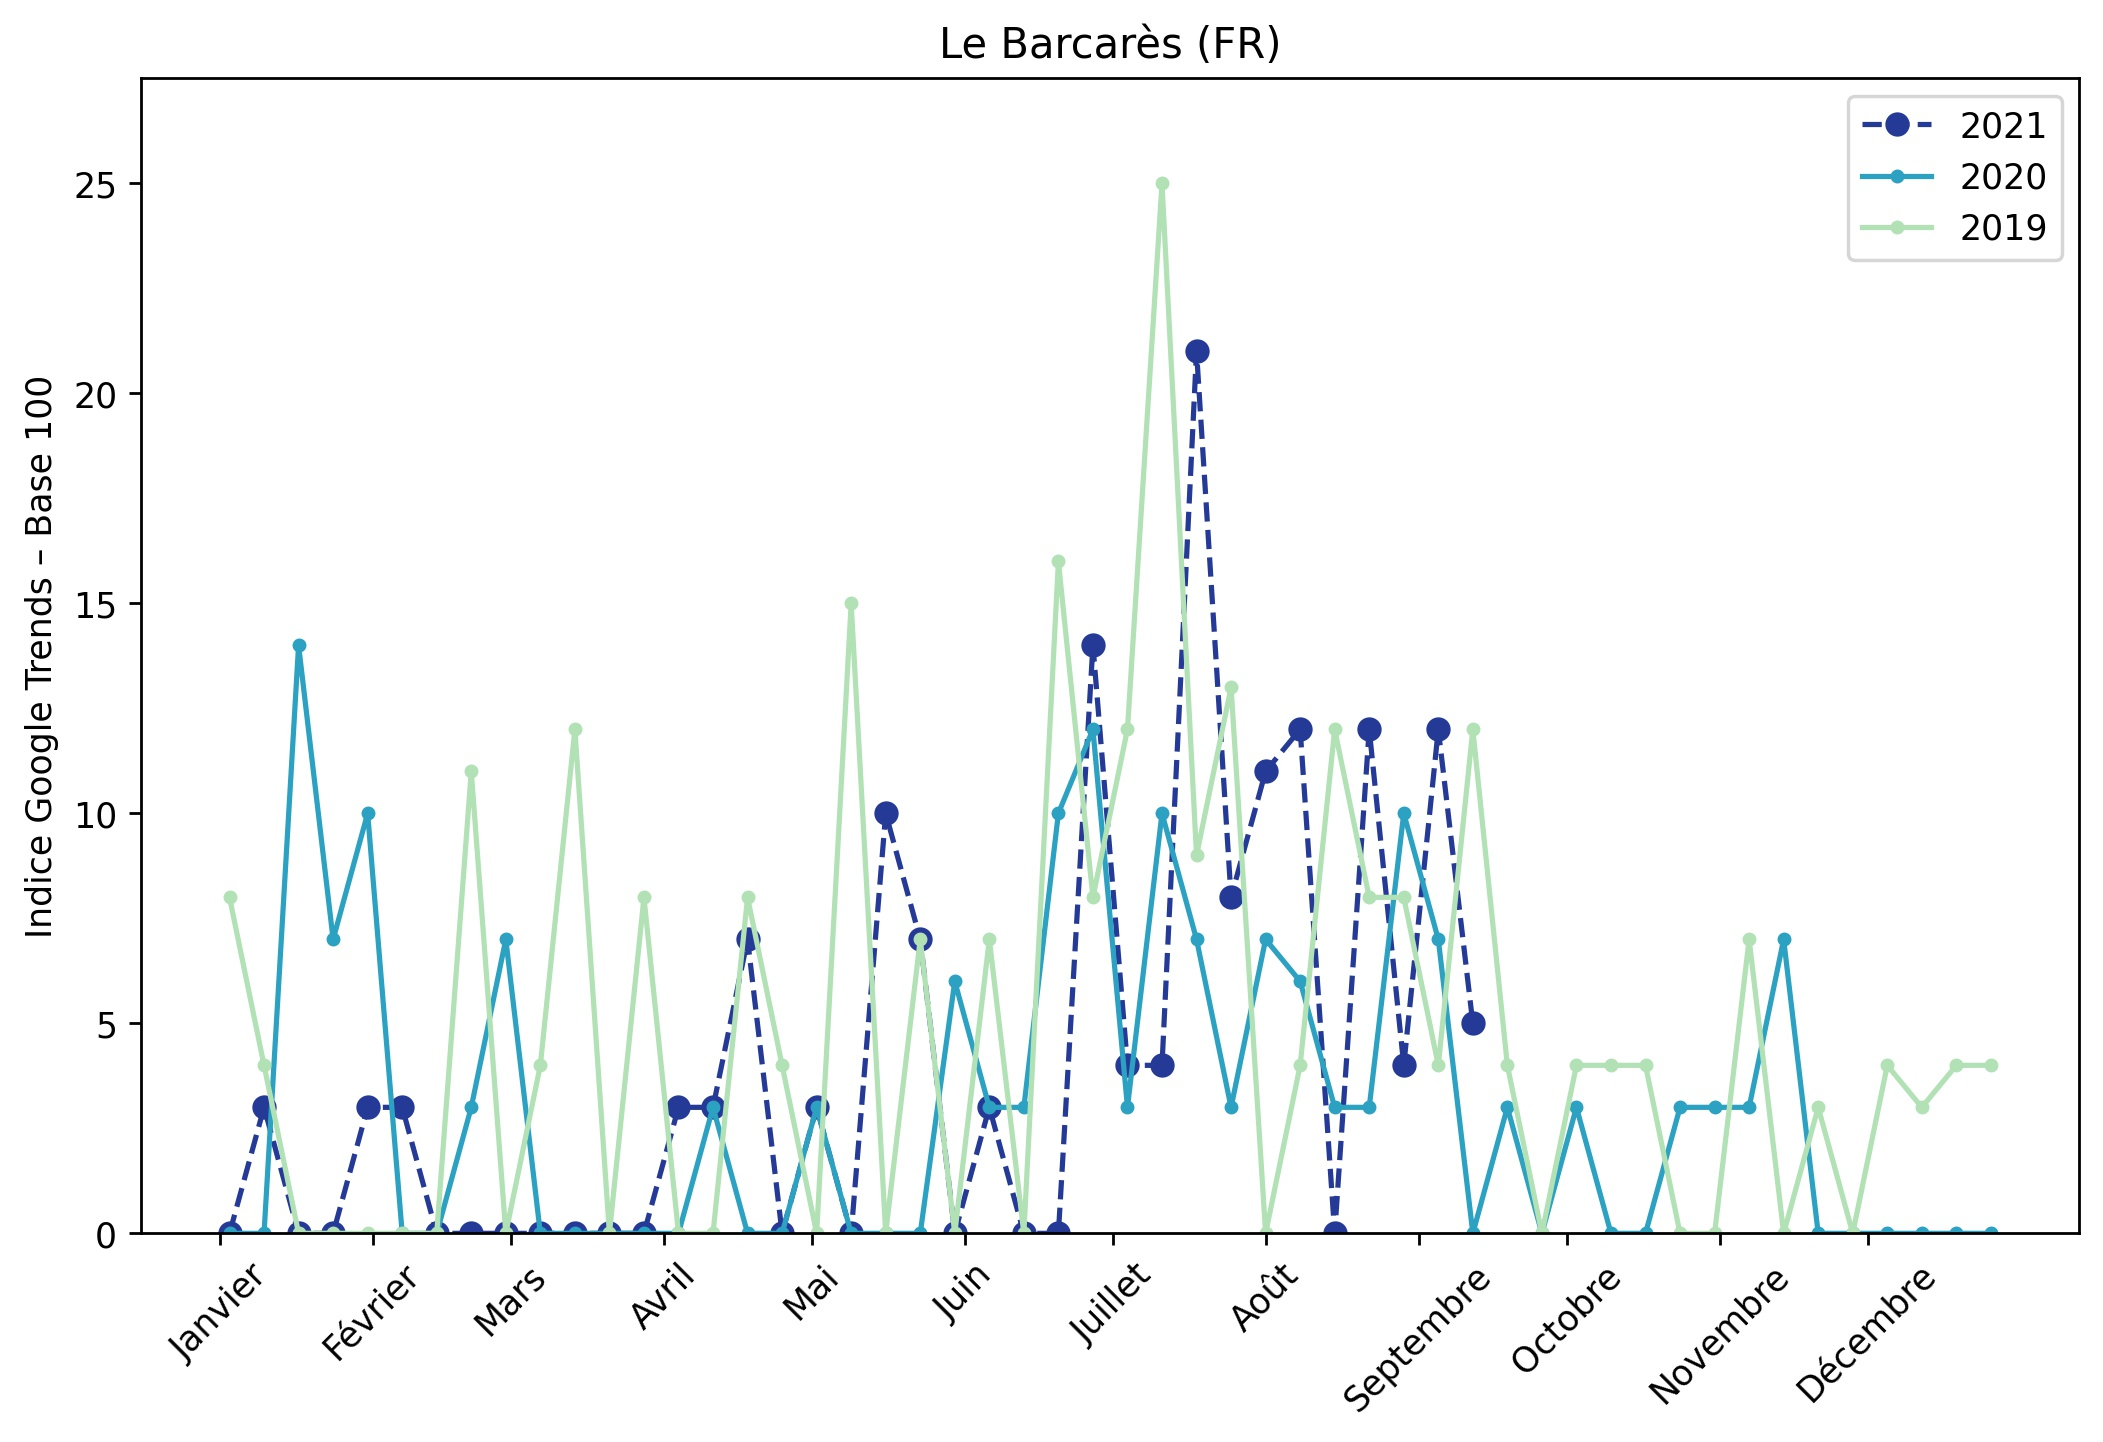 Le Barcarès (FR)
2021
2020
2019
Indice Google Trends – Base 100
25
20
15
10
5
0
Janvier
Février
Mars
Avril
Mai
Juin
Juillet
Août
Septembre
Octobre
Novembre
Décembre